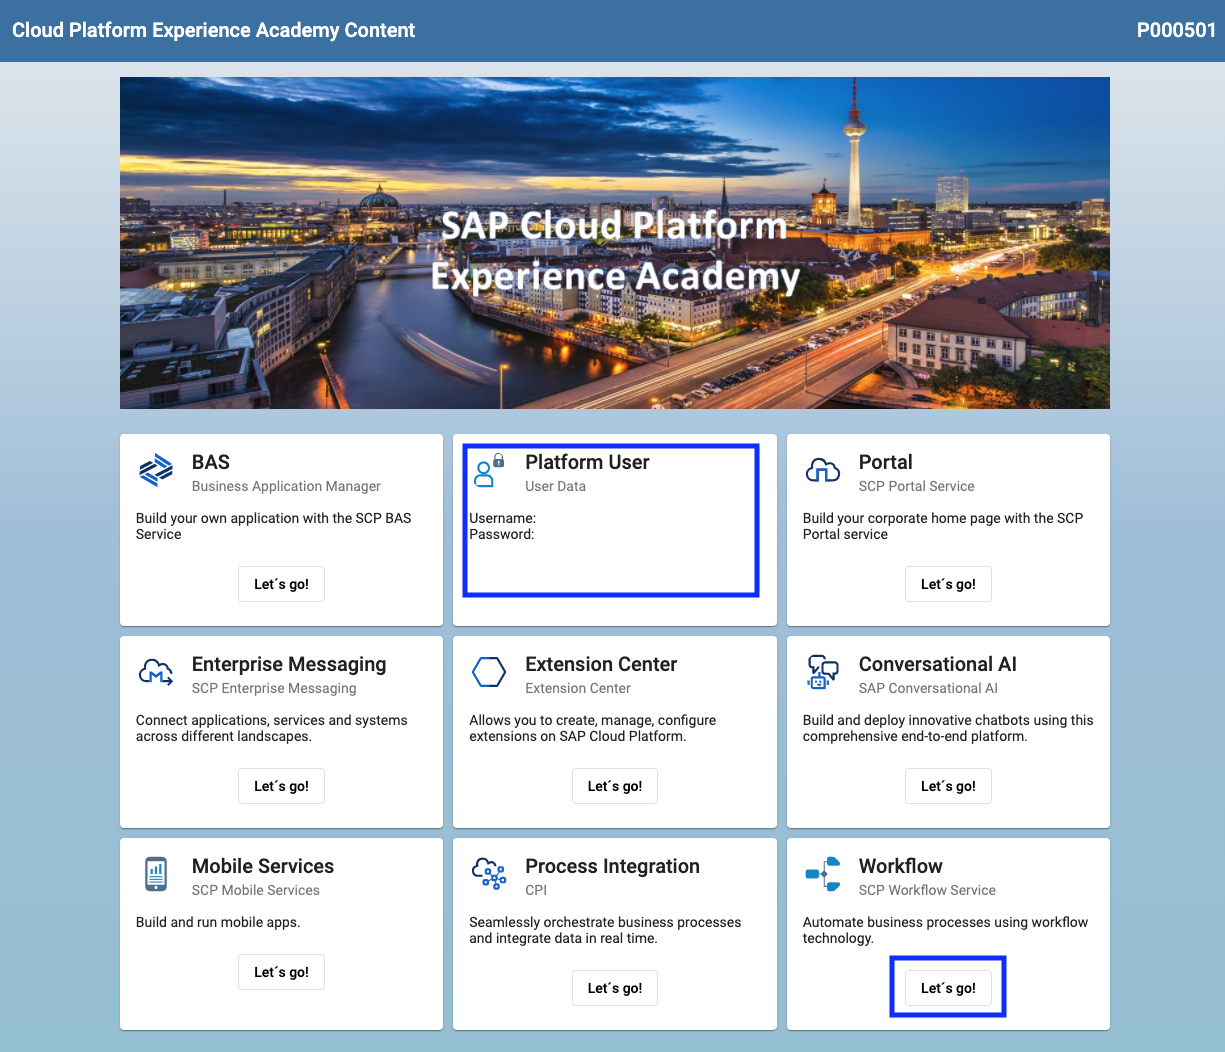 Cloud Platform Experience Academy Content
P000501
SAP Cloud Platform
Experience Academy
BAS
Business Application Manager
Build your own application with the SCP BAS
Service
Let´s go!
Platform User
User Data
Username:
Password:
Portal
SCP Portal Service
Build your corporate home page with the SCP
Portal service
Let´s go!
Enterprise Messaging
SCP Enterprise Messaging
Connect applications, services and systems
across different landscapes.
Let´s go!
Extension Center
Extension Center
Allows you to create, manage, configure
extensions on SAP Cloud Platform.
Let´s go!
Conversational AI
SAP Conversational AI
Build and deploy innovative chatbots using this
comprehensive end-to-end platform.
Let´s go!
Mobile Services
SCP Mobile Services
Build and run mobile apps.
Let´s go!
Process Integration
CPI
Seamlessly orchestrate business processes
and integrate data in real time.
Let´s go!
Workflow
SCP Workflow Service
Automate business processes using workflow
technology.
Let´s go!